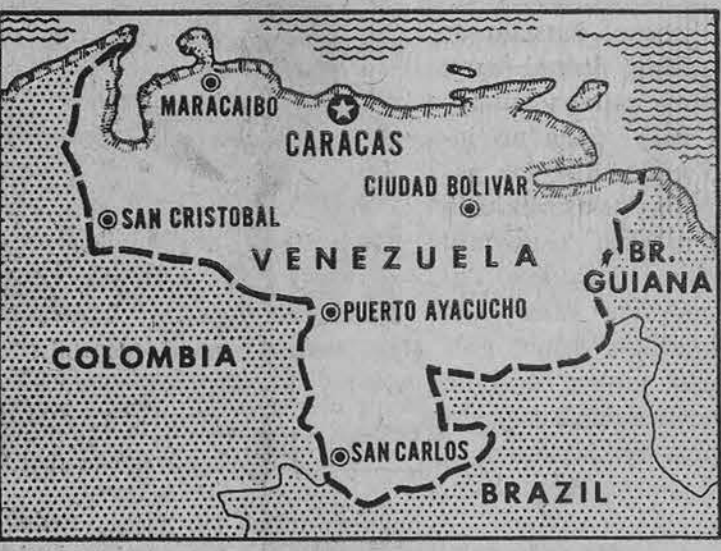 MARACAIBO
CARACAS
CIUDAD BOLIVAR
SAN CRISTOBAL
VENEZUELA
BR.
GUIANA
PUERTO AYACUCHO
COLOMBIA
SAN CARLOS
BRAZIL